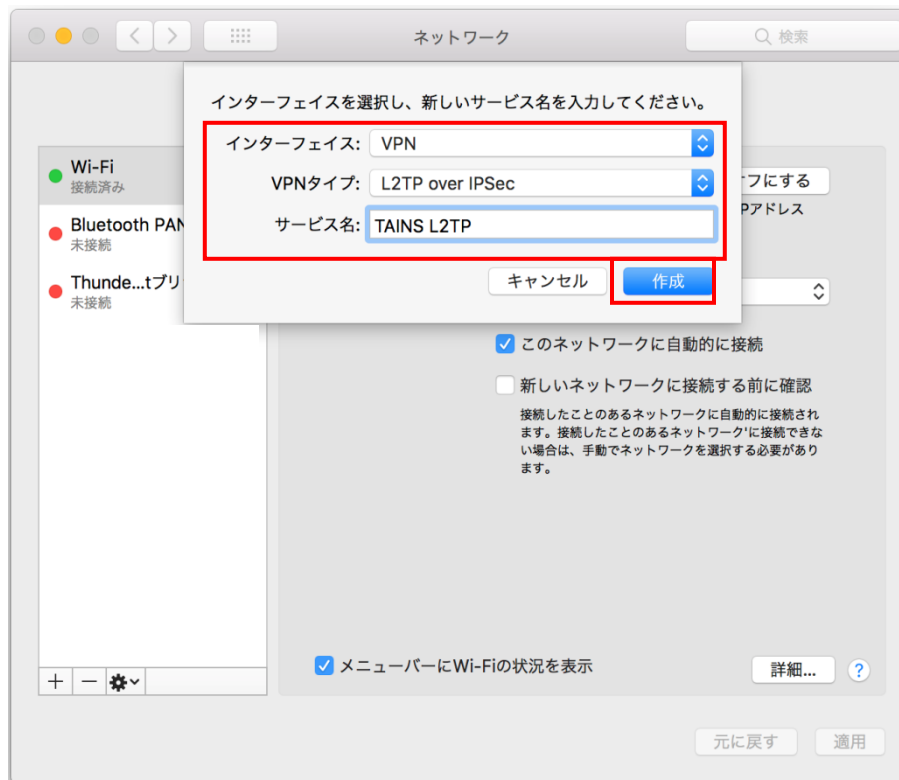 ネットワーク
検索
インターフェイスを選択し、新しいサービス名を入力してください。
インターフェイス: VPN
VPNタイプ: L2TP over IPSec
サービス名: TAINS L2TP
キャンセル
作成
Wi-Fi
接続済み
Bluetooth PAN
未接続
Thunde...tブリ
未接続
フにする
Pアドレス
このネットワークに自動的に接続
新しいネットワークに接続する前に確認
接続したことのあるネットワークに自動的に接続され
ます。接続したことのあるネットワーク'に接続できな
い場合は、手動でネットワークを選択する必要があり
ます。
メニューバーにWi-Fiの状況を表示
詳細...
?
元に戻す
適用